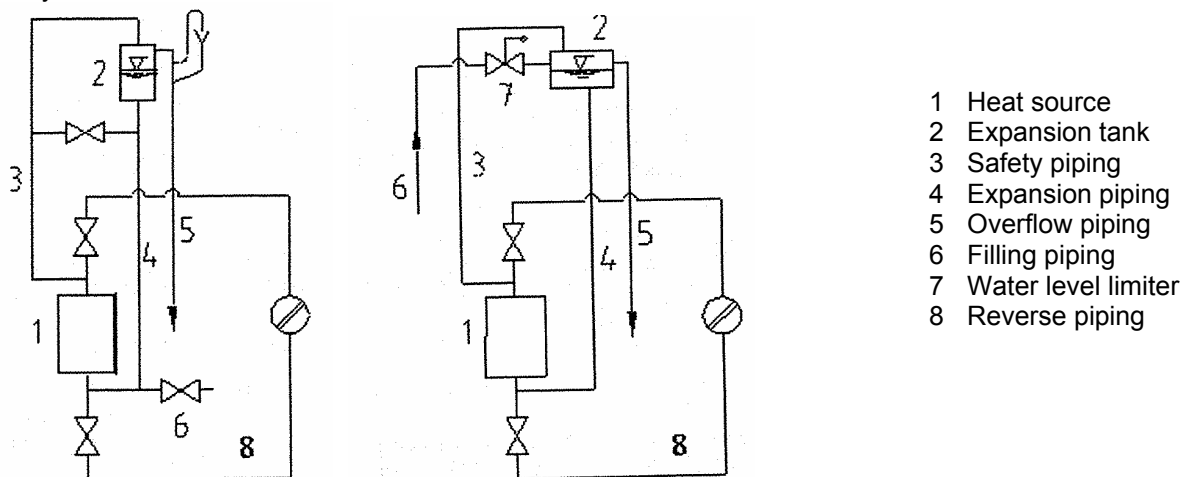 2
3
4
5
1
6
8
2
7
6
3
4
5
1
8
1 Heat source
2 Expansion tank
3 Safety piping
4 Expansion piping
5 Overflow piping
6 Filling piping
7 Water level limiter
8 Reverse piping